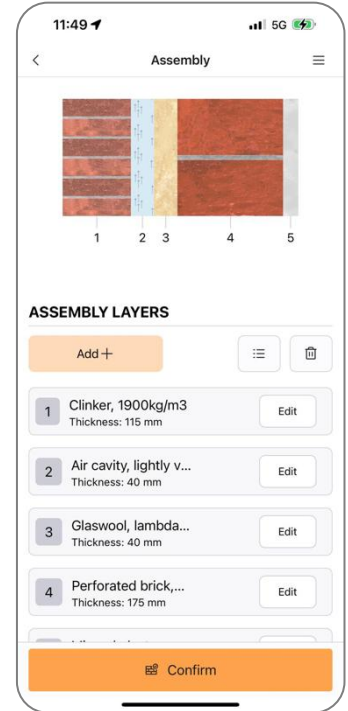 11:49
5G
Assembly
1 2 3 4 5
ASSEMBLY LAYERS
Add+
1
Clinker, 1900kg/m3
Thickness: 115 mm
Edit
2
Air cavity, lightly v...
Thickness: 40 mm
Edit
3
Glaswool, lambda...
Thickness: 40 mm
Edit
4
Perforated brick,...
Thickness: 175 mm
Edit
Confirm